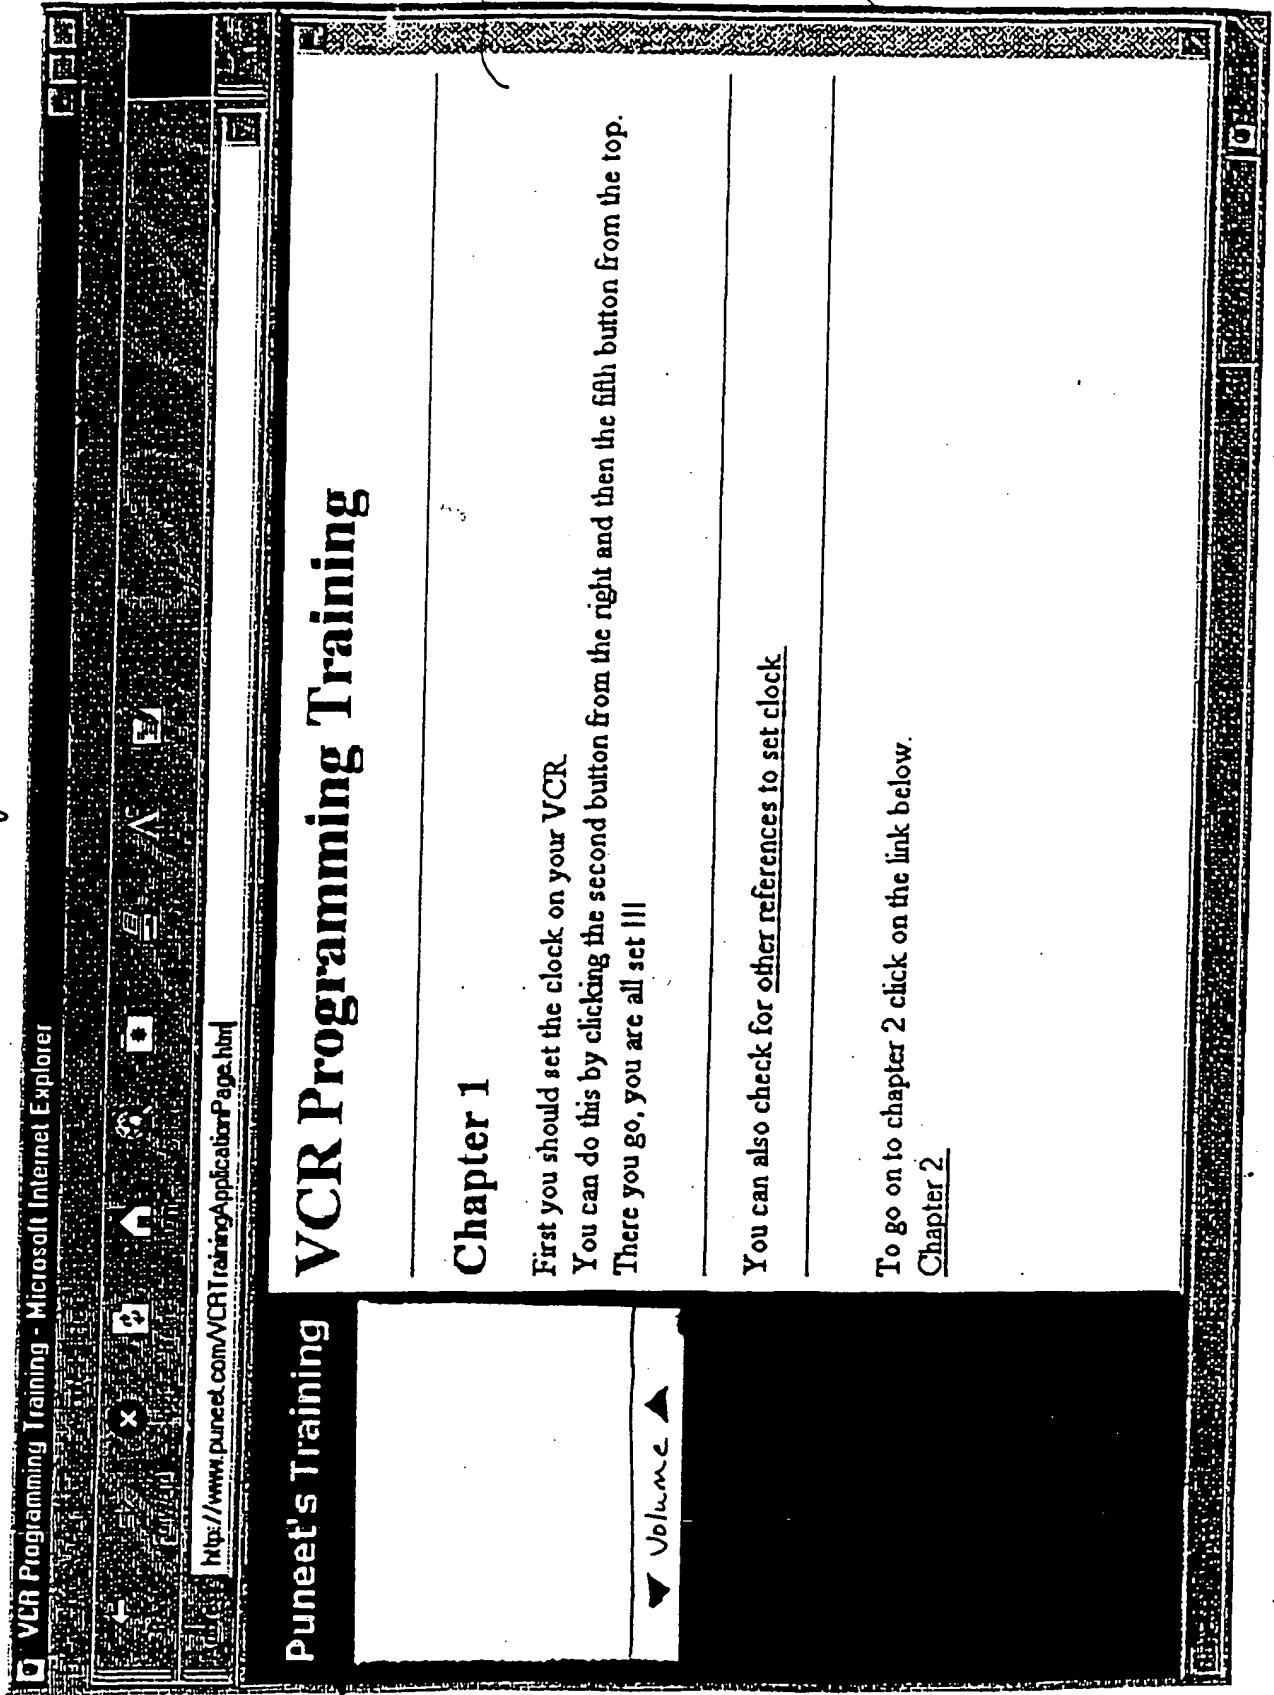 VCR Programming Training - Microsoft Internet Explorer
http://www.puneet.com/VCRTrainingApplicationPage.htm
Puneet's Training
Volume
VCR Programming Training
Chapter 1
First you should set the clock on your VCR.
You can do this by clicking the second button from the right and then the fifth button from the top.
There you go, you are all set !!!
You can also check for other references to set clock
To go on to chapter 2 click on the link below.
Chapter 2